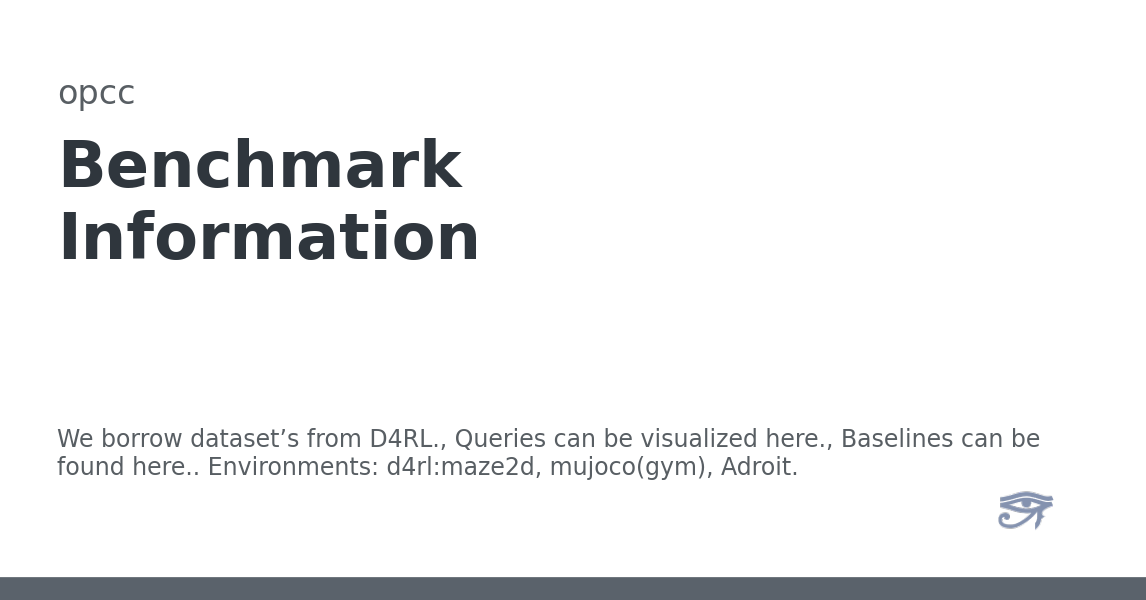 opcc
Benchmark
Information
We borrow dataset’s from D4RL., Queries can be visualized here., Baselines can be
found here.. Environments: d4rl:maze2d, mujoco(gym), Adroit.